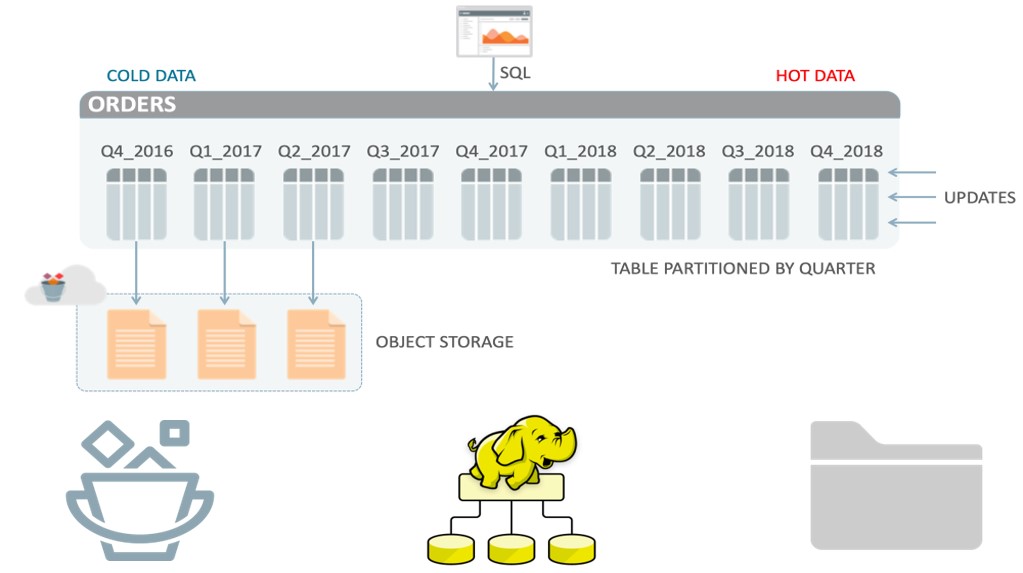 SQL
COLD DATA
HOT DATA
ORDERS
Q4_2016 Q1_2017 Q2_2017 Q3_2017 Q4_2017 Q1_2018 Q2_2018 Q3_2018 Q4_2018
UPDATES
TABLE PARTITIONED BY QUARTER
OBJECT STORAGE